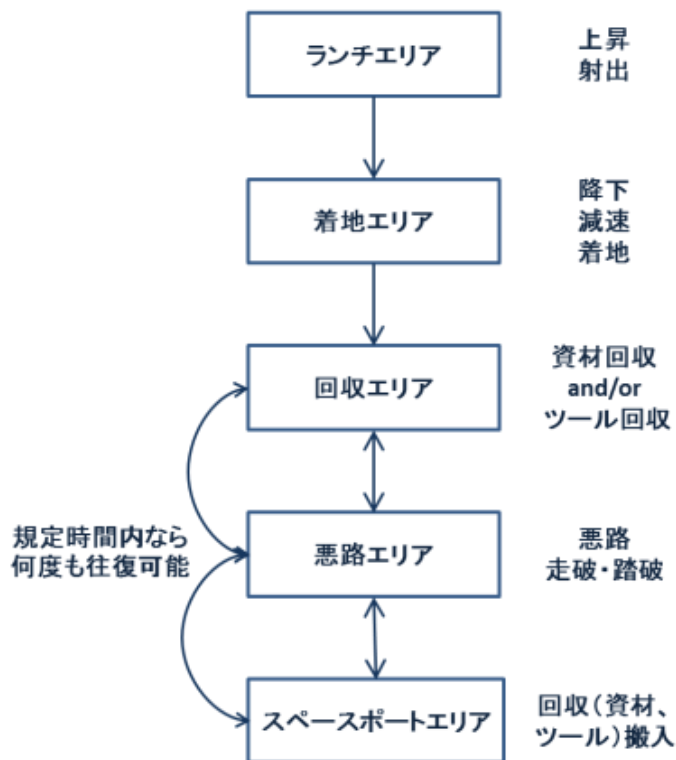 ランチエリア
上昇
射出
着地エリア
降下
減速
着地
回収エリア
資材回収
and/or
ツール回収
規定時間内なら
何度も往復可能
悪路エリア
悪路
走破・踏破
スペースポートエリア
回収(資材、
ツール)搬入